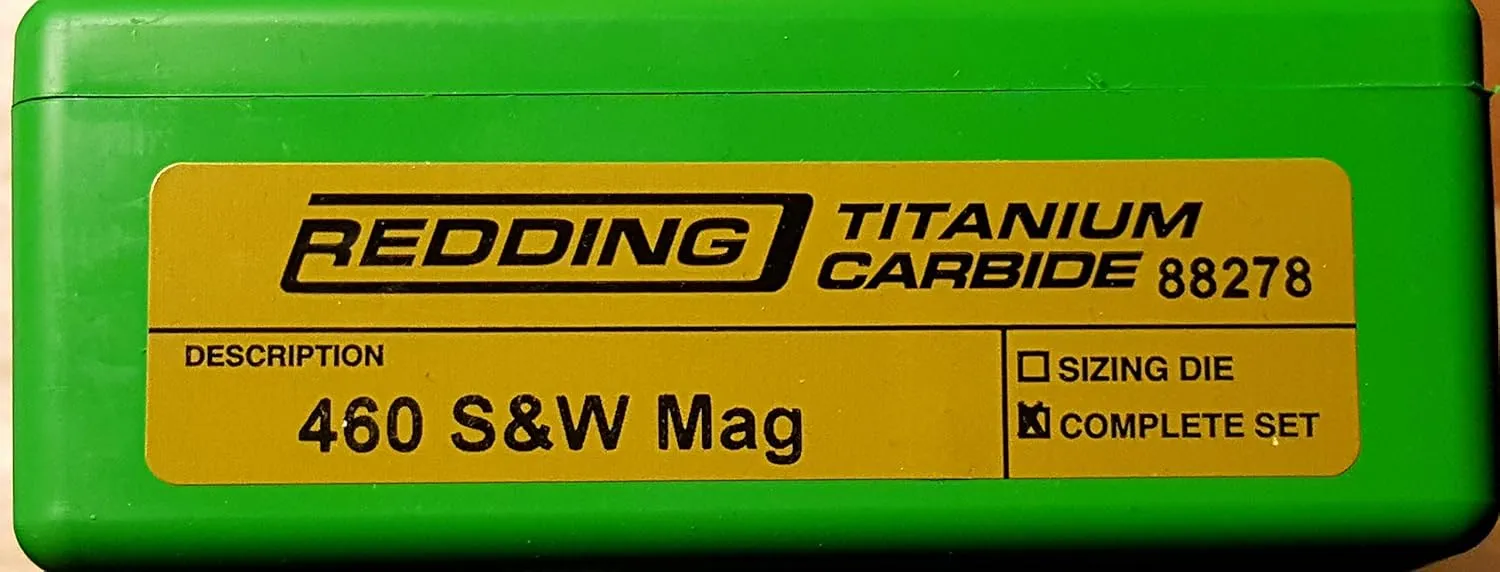 REDDING TITANIUM
CARBIDE 88278
DESCRIPTION
460 S&W Mag
SIZING DIE
COMPLETE SET